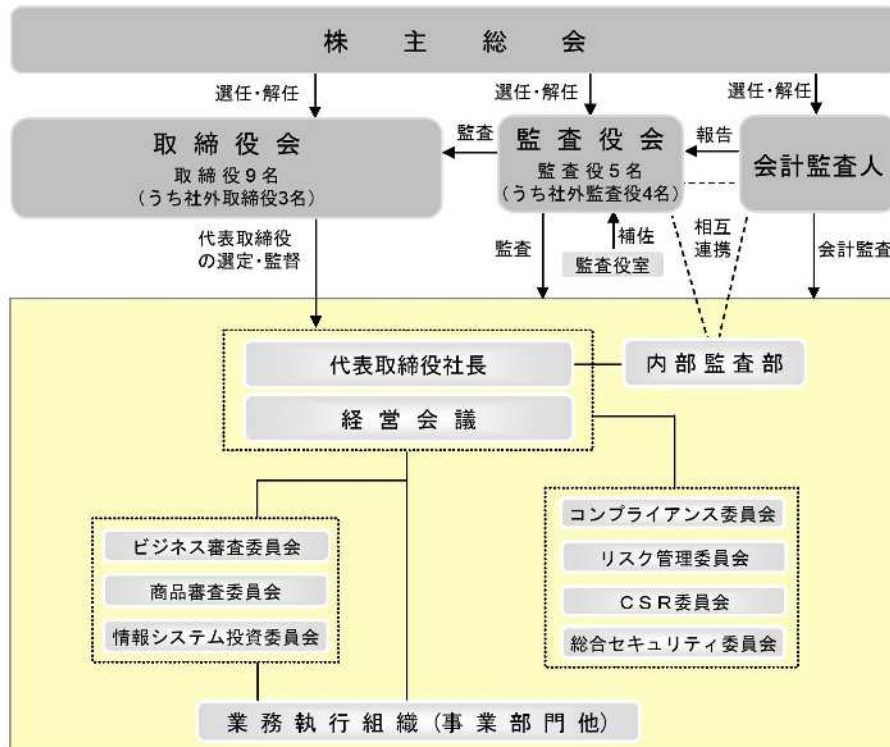 株主総会
選任・解任
選任・解任
選任・解任
取締役会
取締役9名
(うち社外取締役3名)
監査
監査役会
監査役5名
(うち社外監査役4名)
報告
会計監査人
代表取締役
の選定・監督
監査
補佐
監査役室
相互
連携
会計監査
代表取締役社長
内部監査部
経営会議
ビジネス審査委員会
商品審査委員会
情報システム投資委員会
コンプライアンス委員会
リスク管理委員会
CSR委員会
総合セキュリティ委員会
業務執行組織(事業部門他)